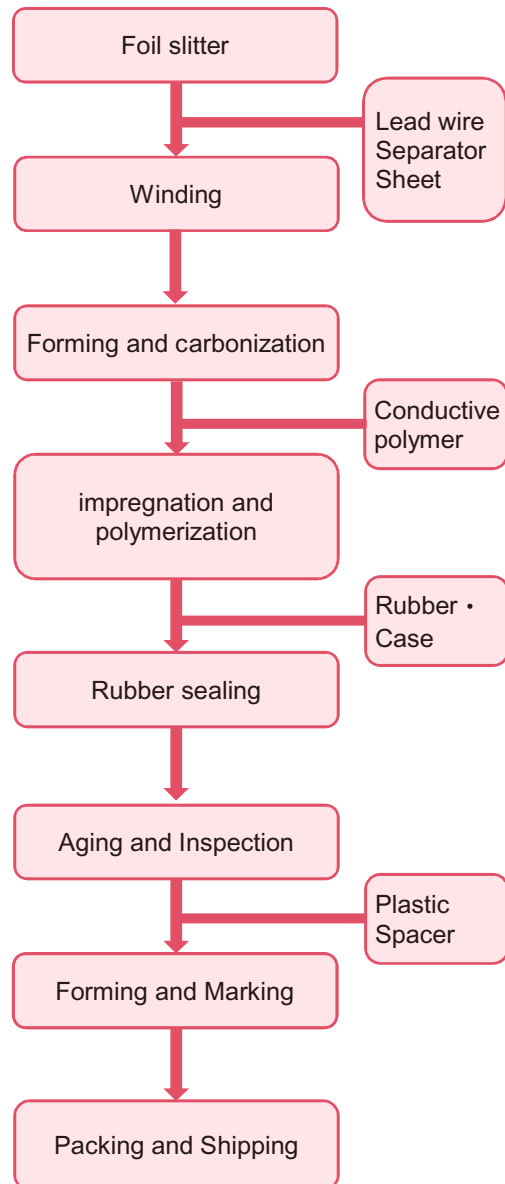 Foil slitter
Lead wire
Separator
Sheet
Winding
Forming and carbonization
Conductive
polymer
impregnation and
polymerization
Rubber・
Case
Rubber sealing
Aging and Inspection
Plastic
Spacer
Forming and Marking
Packing and Shipping